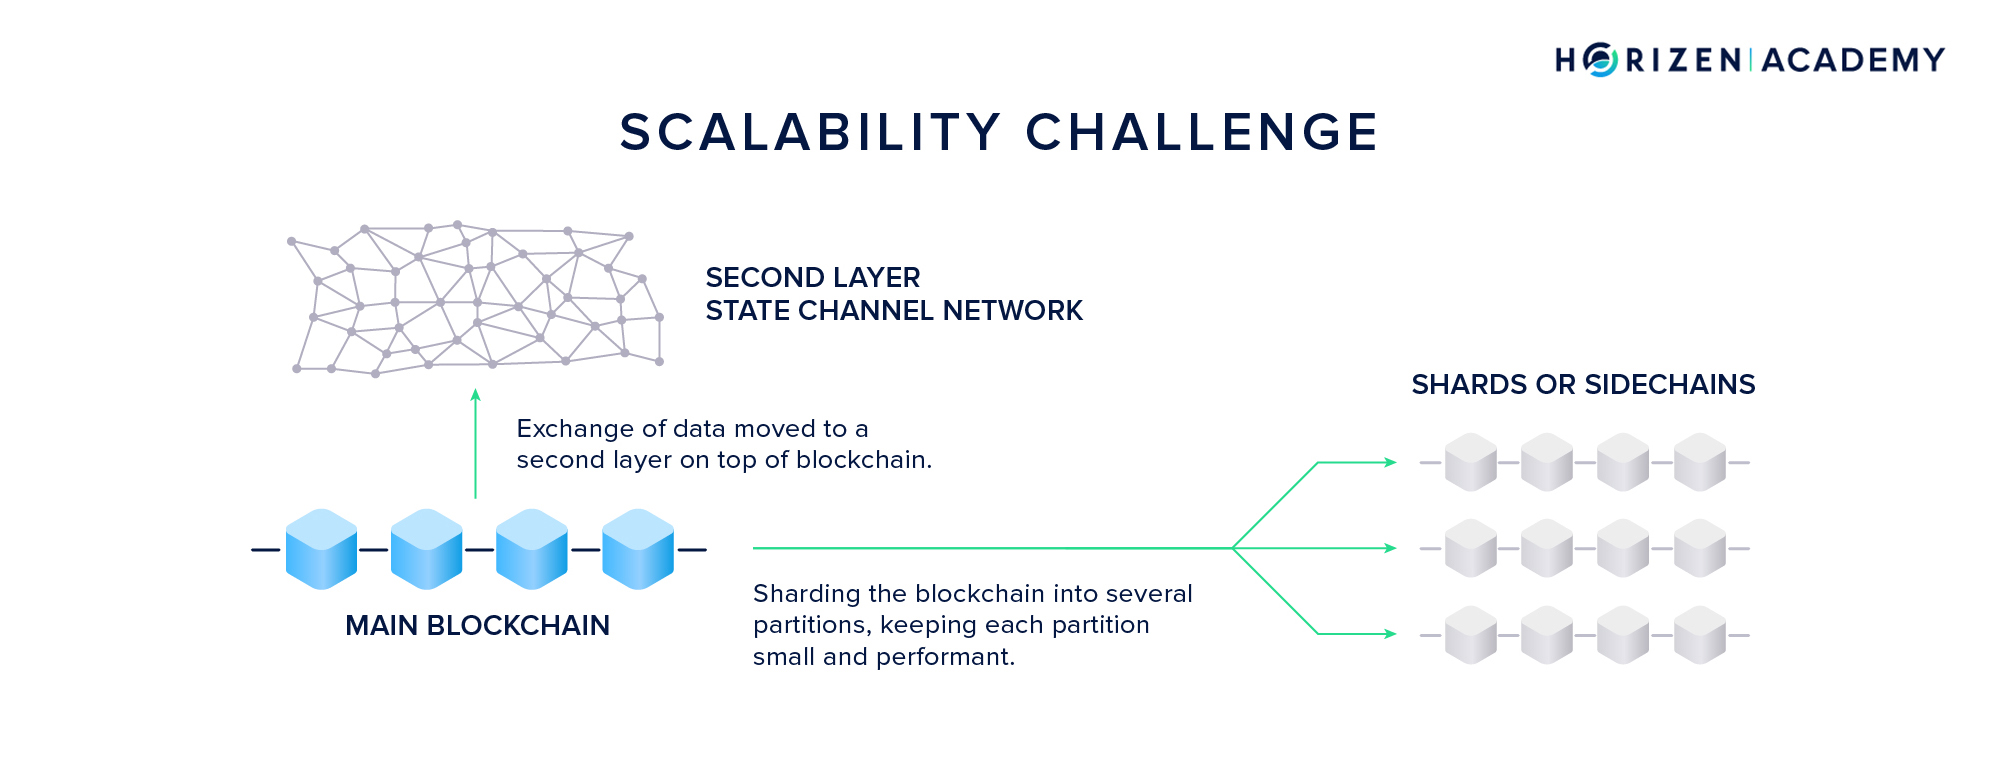 HORIZEN | ACADEMY
SCALABILITY CHALLENGE
SECOND LAYER
STATE CHANNEL NETWORK
Exchange of data moved to a
second layer on top of blockchain.
MAIN BLOCKCHAIN
Sharding the blockchain into several
partitions, keeping each partition
small and performant.
SHARDS OR SIDECHAINS